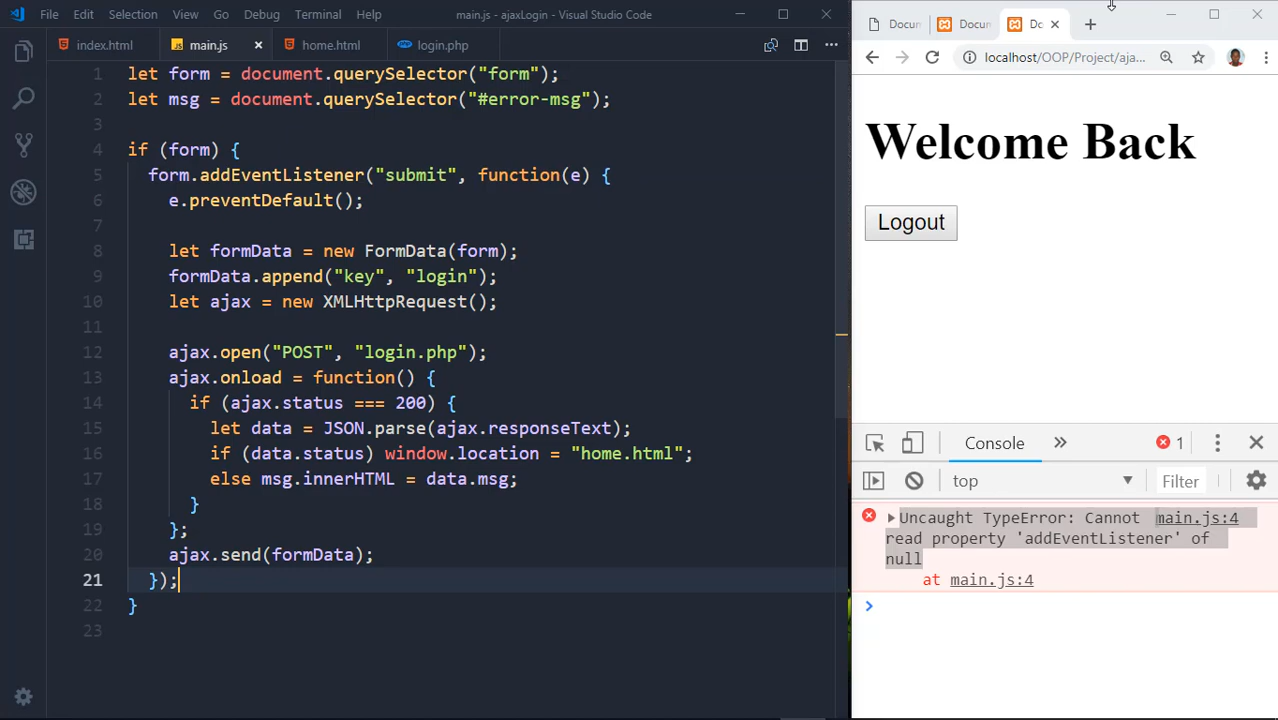 File Edit Selection View Go Debug Terminal Help main.js - ajaxLogin - Visual Studio Code
index.html JS main.js home.html login.php
1 let form = document.querySelector("form");
2 let msg = document.querySelector("#error-msg");
3
4 if (form) {
5 form.addEventListener("submit", function(e) {
6 e.preventDefault();
7
8 let formData = new FormData(form);
9 formData.append("key", "login");
10 let ajax = new XMLHttpRequest();
11
12 ajax.open("POST", "login.php");
13 ajax.onload = function() {
14 if (ajax.status === 200) {
15 let data = JSON.parse(ajax.responseText);
16 if (data.status) window.location = "home.html";
17 else msg.innerHTML = data.msg;
18 }
19 };
20 ajax.send(formData);
21 });
22 }
23
Docum Docum Do
localhost/OOP/Project/aja...
Welcome Back
Logout
Console 1
top Filter
Uncaught TypeError: Cannot main.js:4
read property 'addEventListener' of
null
at main.js:4